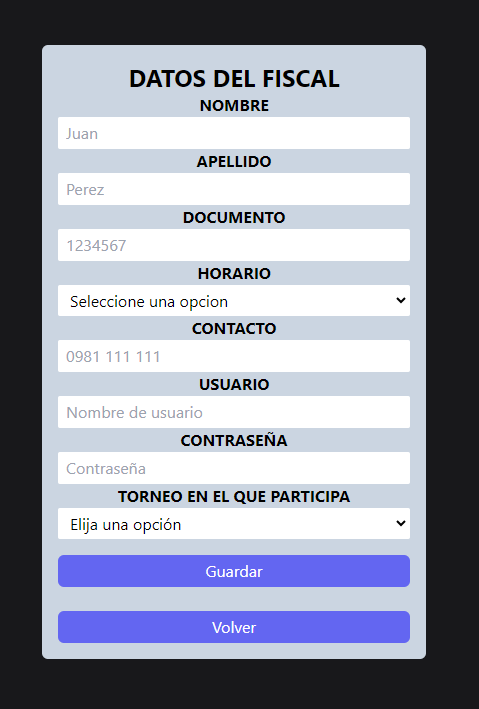 DATOS DEL FISCAL
NOMBRE
Juan
APELLIDO
Perez
DOCUMENTO
1234567
HORARIO
Seleccione una opcion
CONTACTO
0981 111 111
USUARIO
Nombre de usuario
CONTRASEÑA
Contraseña
TORNEO EN EL QUE PARTICIPA
Elija una opción
Guardar
Volver